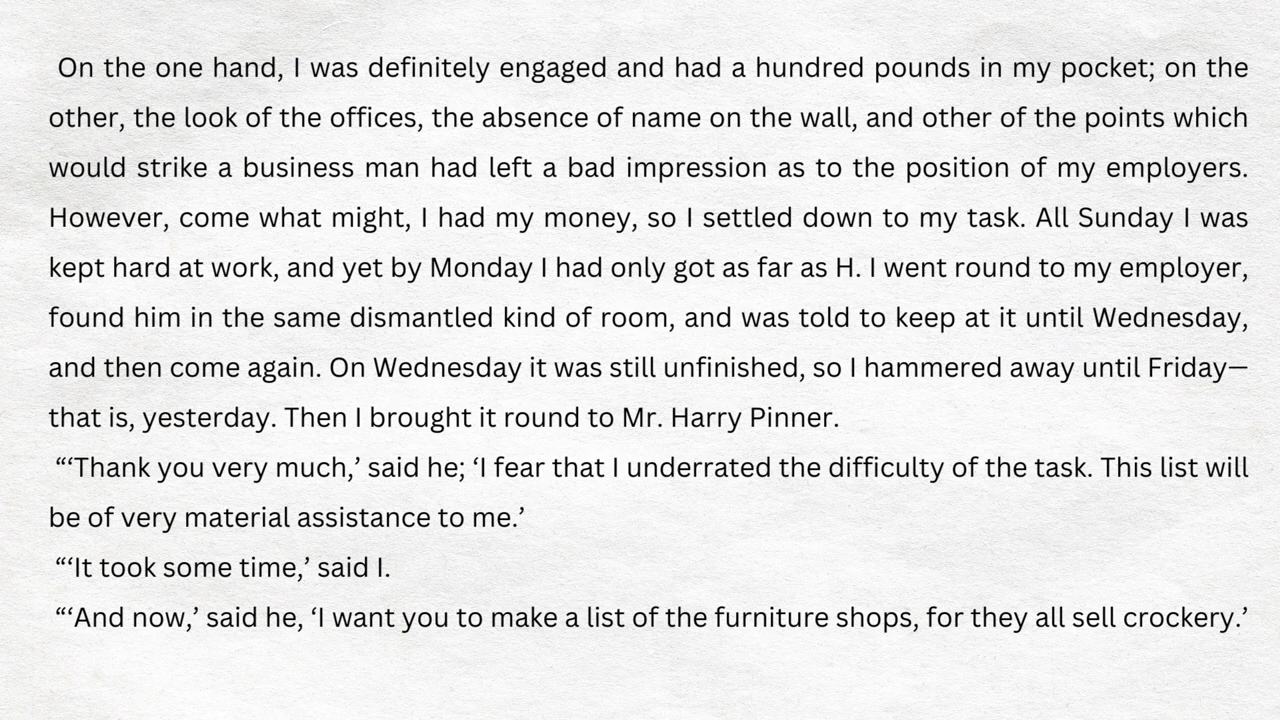 On the one hand, I was definitely engaged and had a hundred pounds in my pocket; on the
other, the look of the offices, the absence of name on the wall, and other of the points which
would strike a business man had left a bad impression as to the position of my employers.
However, come what might, I had my money, so I settled down to my task. All Sunday I was
kept hard at work, and yet by Monday I had only got as far as H. I went round to my employer,
found him in the same dismantled kind of room, and was told to keep at it until Wednesday,
and then come again. On Wednesday it was still unfinished, so I hammered away until Friday—
that is, yesterday. Then I brought it round to Mr. Harry Pinner.
“‘Thank you very much,’ said he; ‘I fear that I underrated the difficulty of the task. This list will
be of very material assistance to me.’
“‘It took some time,’ said I.
“‘And now,’ said he, ‘I want you to make a list of the furniture shops, for they all sell crockery.’